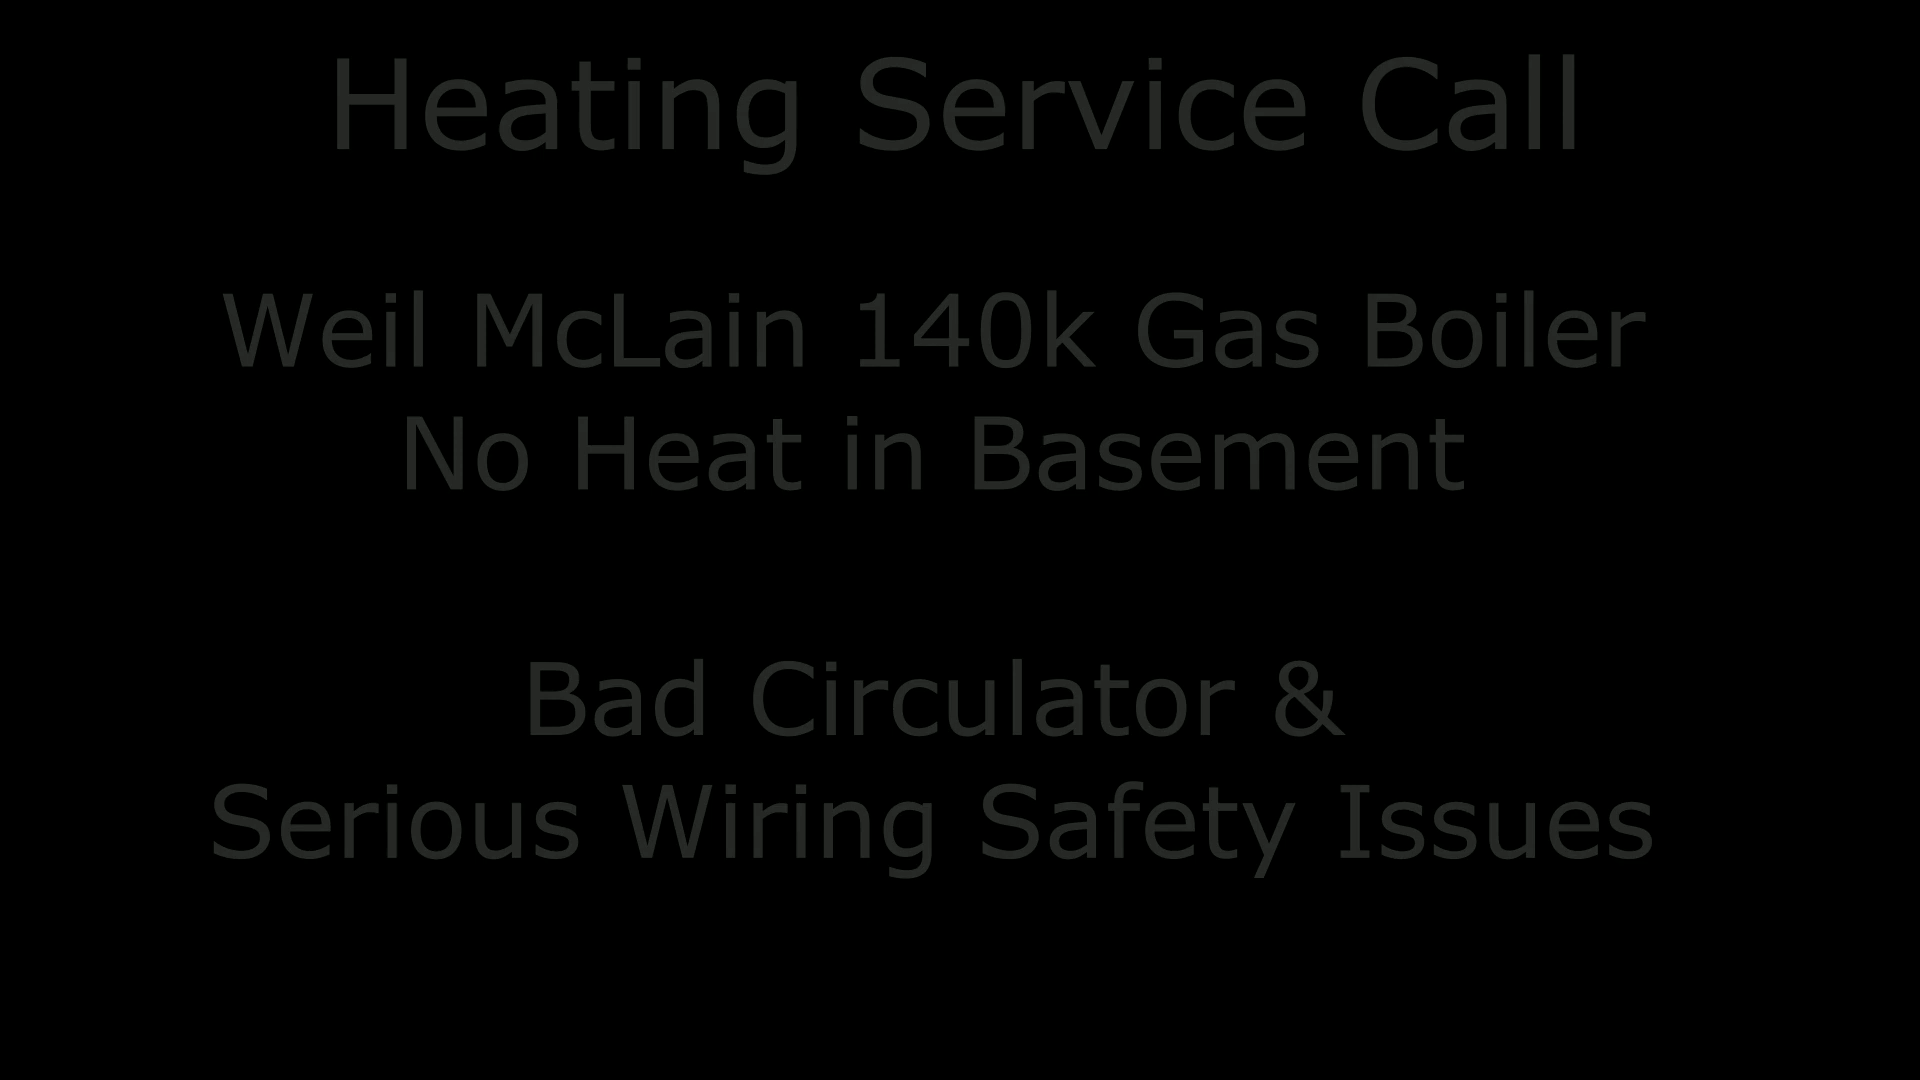 Heating Service Call
Weil McLain 140k Gas Boiler
No Heat in Basement
Bad Circulator &
Serious Wiring Safety Issues